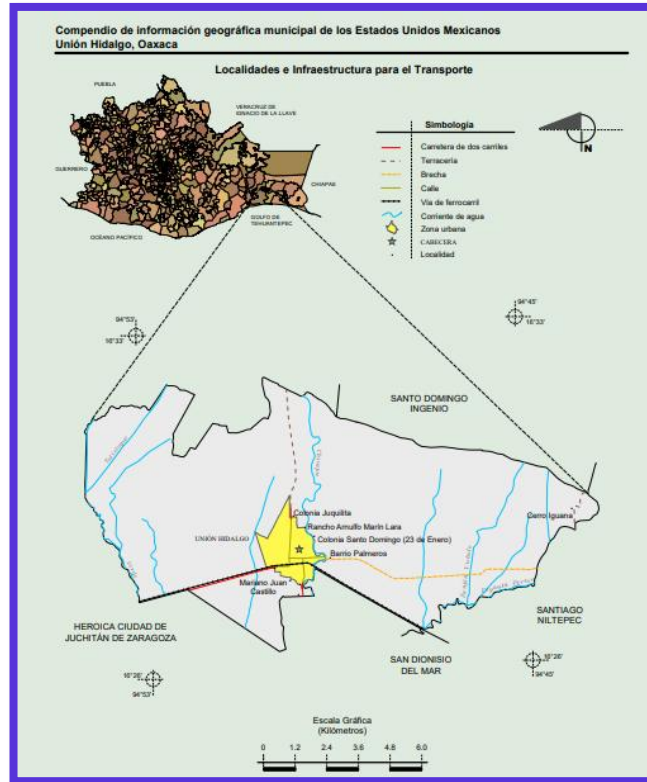 Compendio de información geográfica municipal de los Estados Unidos Mexicanos
Unión Hidalgo, Oaxaca
Localidades e Infraestructura para el Transporte
PUEBLA
VERACRUZ DE
IGNACIO DE LA LLAVE
GUERRERO
CHIAPAS
OCÉANO PACÍFICO
GOLFO DE
TEHUANTEPEC
Simbología
Carretera de dos carriles
Terracería
Brecha
Calle
Vía de ferrocarril
Corriente de agua
Zona urbana
CABECERA
Localidad
N
94°53'
16°33'
94°45'
16°33'
SANTO DOMINGO
INGENIO
Cerro Iguana
Colonia Juquilita
Rancho Arnulfo Marín Lara
UNIÓN HIDALGO
Colonia Santo Domingo (23 de Enero)
Barrio Palmeros
Mariano Juan
Castillo
HEROICA CIUDAD DE
JUCHITÁN DE ZARAGOZA
SANTIAGO
NILTEPEC
SAN DIONISIO
DEL MAR
16°26'
94°53'
16°26'
94°45'
Escala Gráfica
(Kilómetros)
0 1.2 2.4 3.6 4.8 6.0